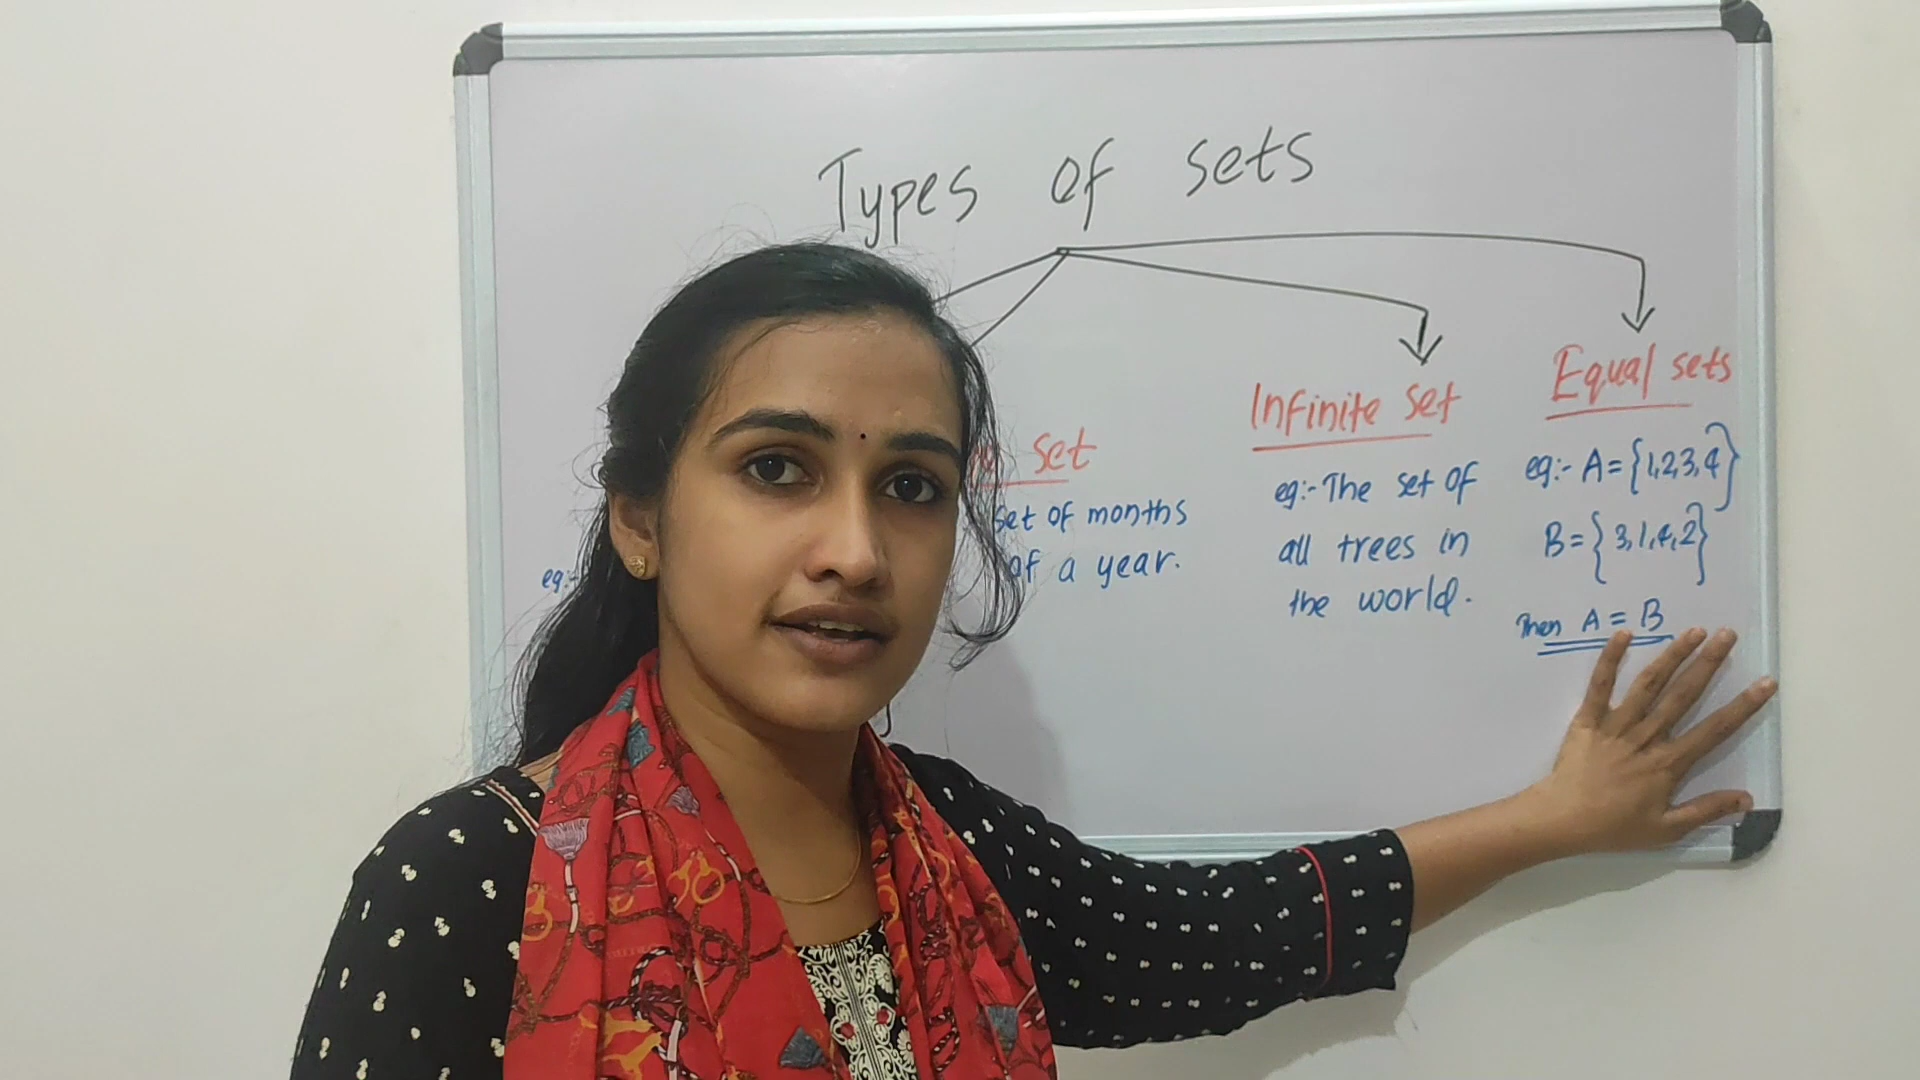 Types of sets
set
set of months
of a year.
eg:-
Infinite set
eg:- The set of
all trees in
the world.
Equal sets
eg:- A = {1,2,3,4}
B = {3,1,4,2}
Then A = B